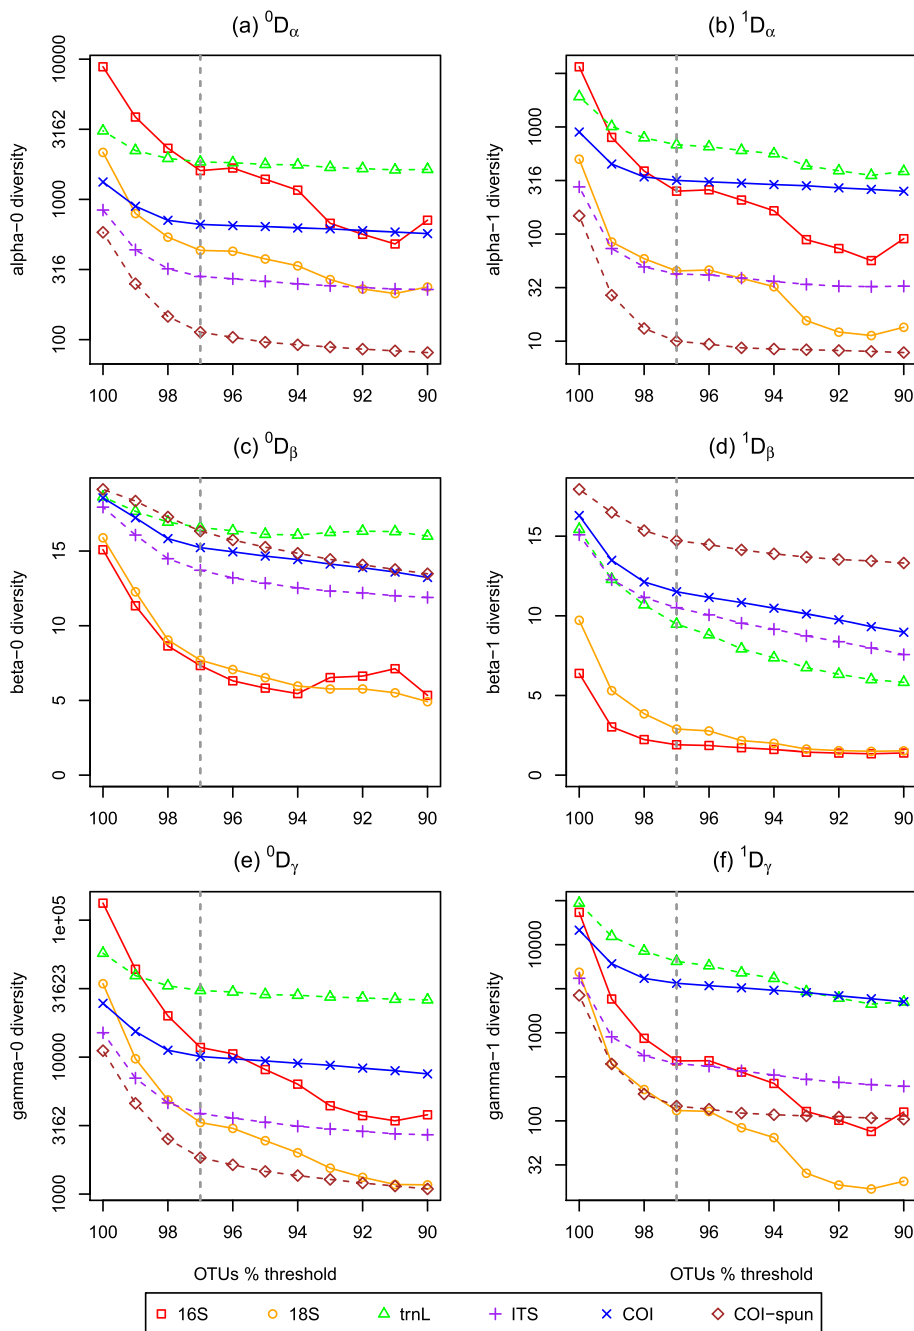 (a) ⁰Dα
(b) ¹Dα
alpha−0 diversity
10000
3162
1000
316
100
100 98 96 94 92 90
alpha−1 diversity
1000
316
100
32
10
100 98 96 94 92 90
(c) ⁰Dβ
(d) ¹Dβ
beta−0 diversity
15
10
5
0
100 98 96 94 92 90
beta−1 diversity
15
10
5
0
100 98 96 94 92 90
(e) ⁰Dγ
(f) ¹Dγ
gamma−0 diversity
1e+05
31623
10000
3162
1000
100 98 96 94 92 90
gamma−1 diversity
10000
1000
100
32
100 98 96 94 92 90
OTUs % threshold
OTUs % threshold
16S 18S trnL ITS COI COI−spun